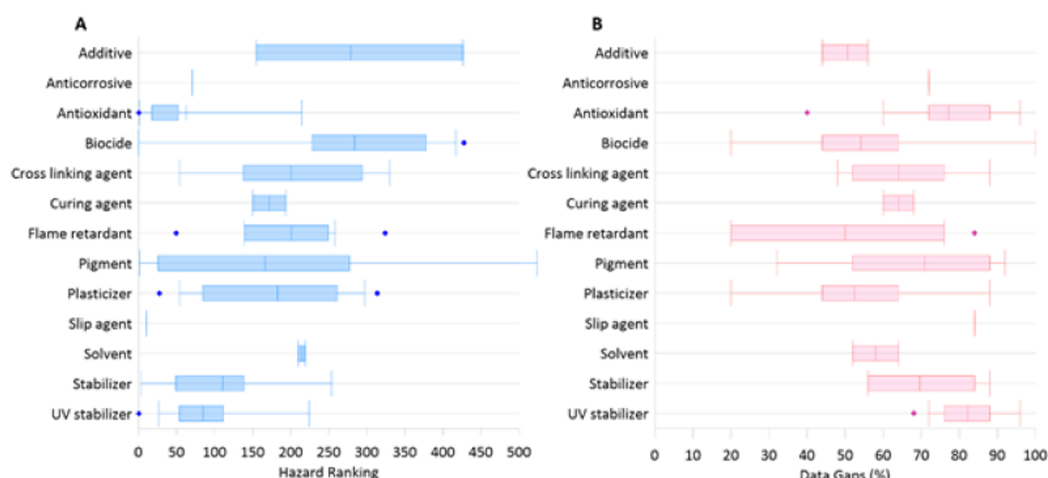 A
Additive
Anticorrosive
Antioxidant
Biocide
Cross linking agent
Curing agent
Flame retardant
Pigment
Plasticizer
Slip agent
Solvent
Stabilizer
UV stabilizer
0 50 100 150 200 250 300 350 400 450 500
Hazard Ranking
B
Additive
Anticorrosive
Antioxidant
Biocide
Cross linking agent
Curing agent
Flame retardant
Pigment
Plasticizer
Slip agent
Solvent
Stabilizer
UV stabilizer
0 10 20 30 40 50 60 70 80 90 100
Data Gaps (%)